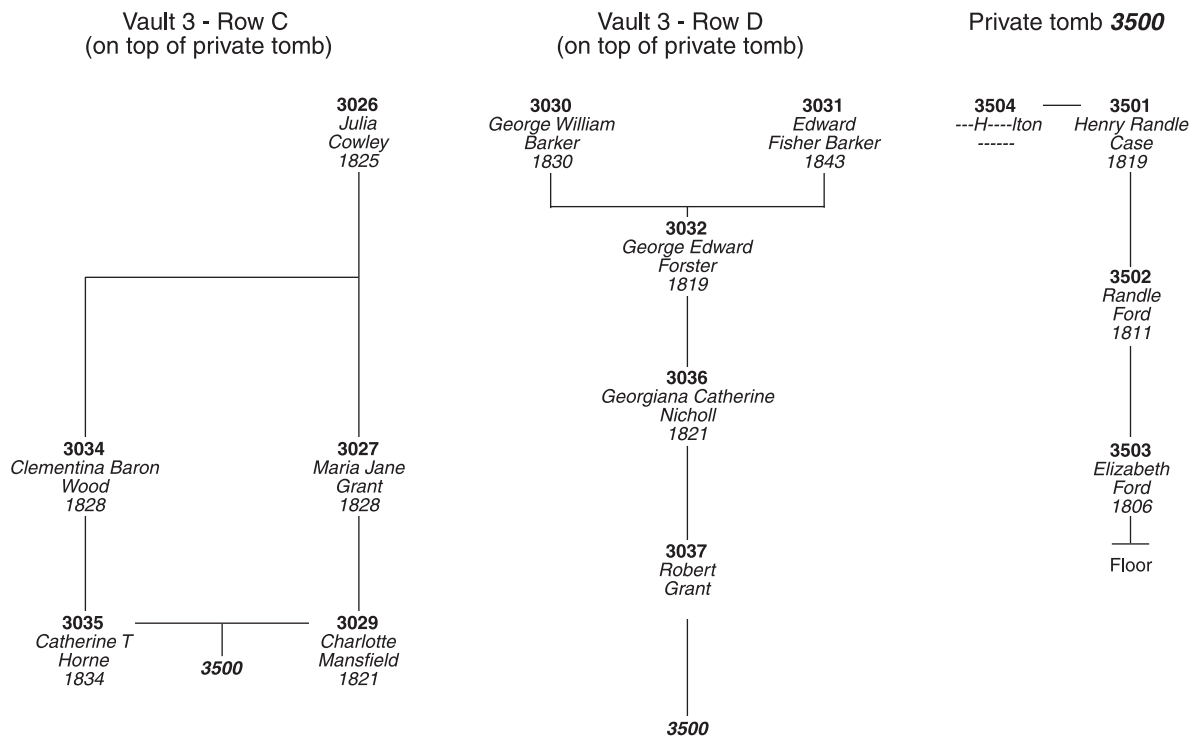 Vault 3 - Row C
(on top of private tomb)
3026
Julia
Cowley
1825
3034
Clementina Baron
Wood
1828
3027
Maria Jane
Grant
1828
3035
Catherine T
Horne
1834
3500
3029
Charlotte
Mansfield
1821
Vault 3 - Row D
(on top of private tomb)
3030
George William
Barker
1830
3031
Edward
Fisher Barker
1843
3032
George Edward
Forster
1819
3036
Georgiana Catherine
Nicholl
1821
3037
Robert
Grant
3500
Private tomb 3500
3504
---H----lton
------
3501
Henry Randle
Case
1819
3502
Randle
Ford
1811
3503
Elizabeth
Ford
1806
Floor